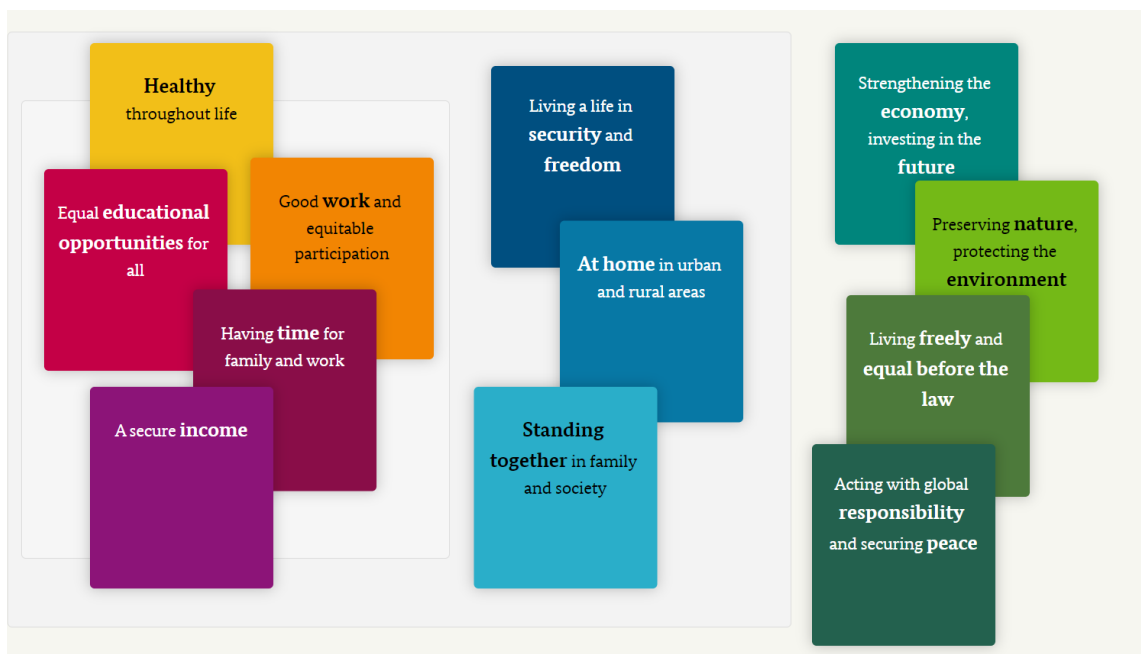 Healthy
throughout life
Equal educational
opportunities for
all
Good work and
equitable
participation
Having time for
family and work
A secure income
Living a life in
security and
freedom
At home in urban
and rural areas
Standing
together in family
and society
Strengthening the
economy,
investing in the
future
Preserving nature,
protecting the
environment
Living freely and
equal before the
law
Acting with global
responsibility
and securing peace